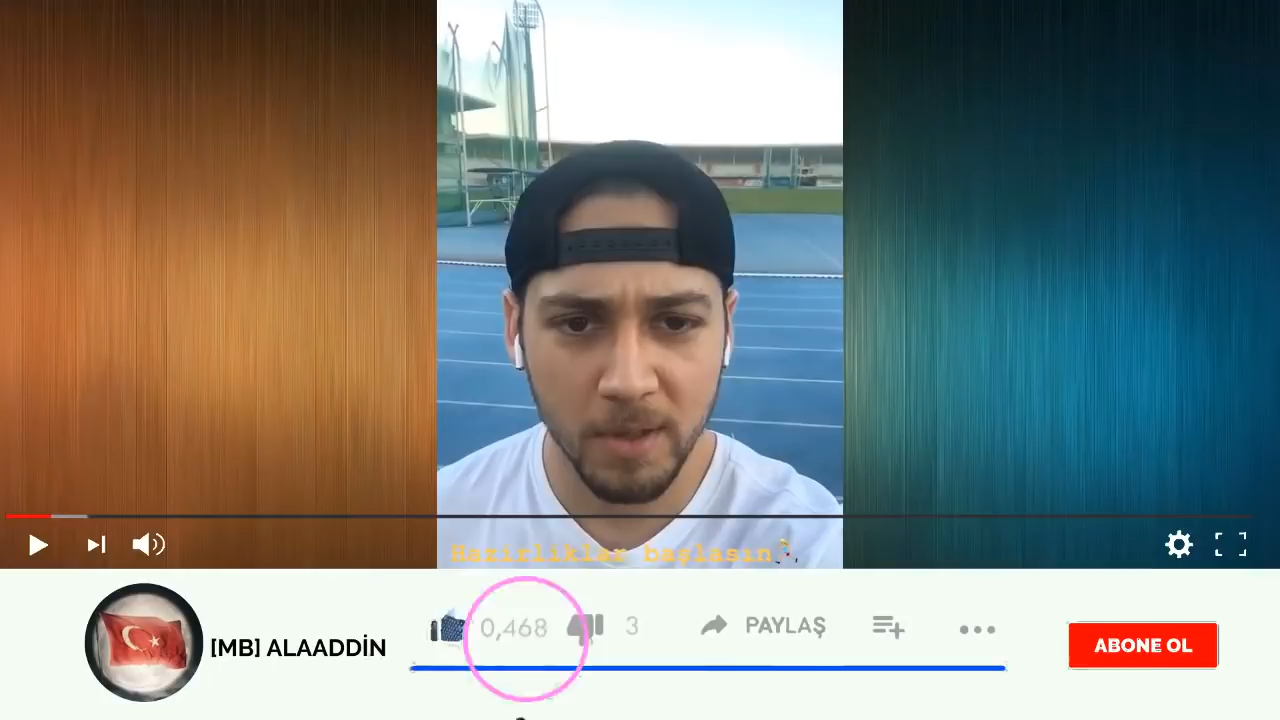 Hazirliklar başlasın
[MB] ALAADDİN
0,468
3
PAYLAŞ
ABONE OL